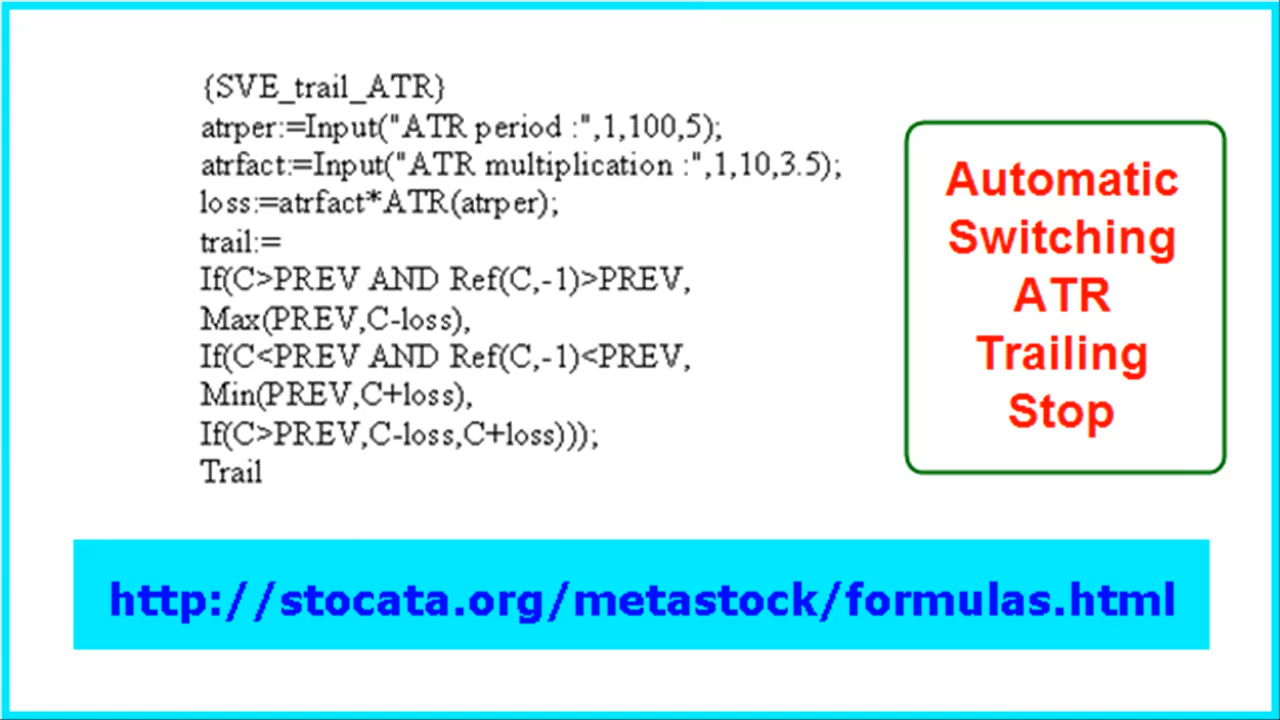 {SVE_trail_ATR}
atrper:=Input("ATR period :",1,100,5);
atrfact:=Input("ATR multiplication :",1,10,3.5);
loss:=atrfact*ATR(atrper);
trail:=
If(C>PREV AND Ref(C,-1)>PREV,
Max(PREV,C-loss),
If(C<PREV AND Ref(C,-1)<PREV,
Min(PREV,C+loss),
If(C>PREV,C-loss,C+loss)));
Trail
Automatic
Switching
ATR
Trailing
Stop
http://stocata.org/metastock/formulas.html